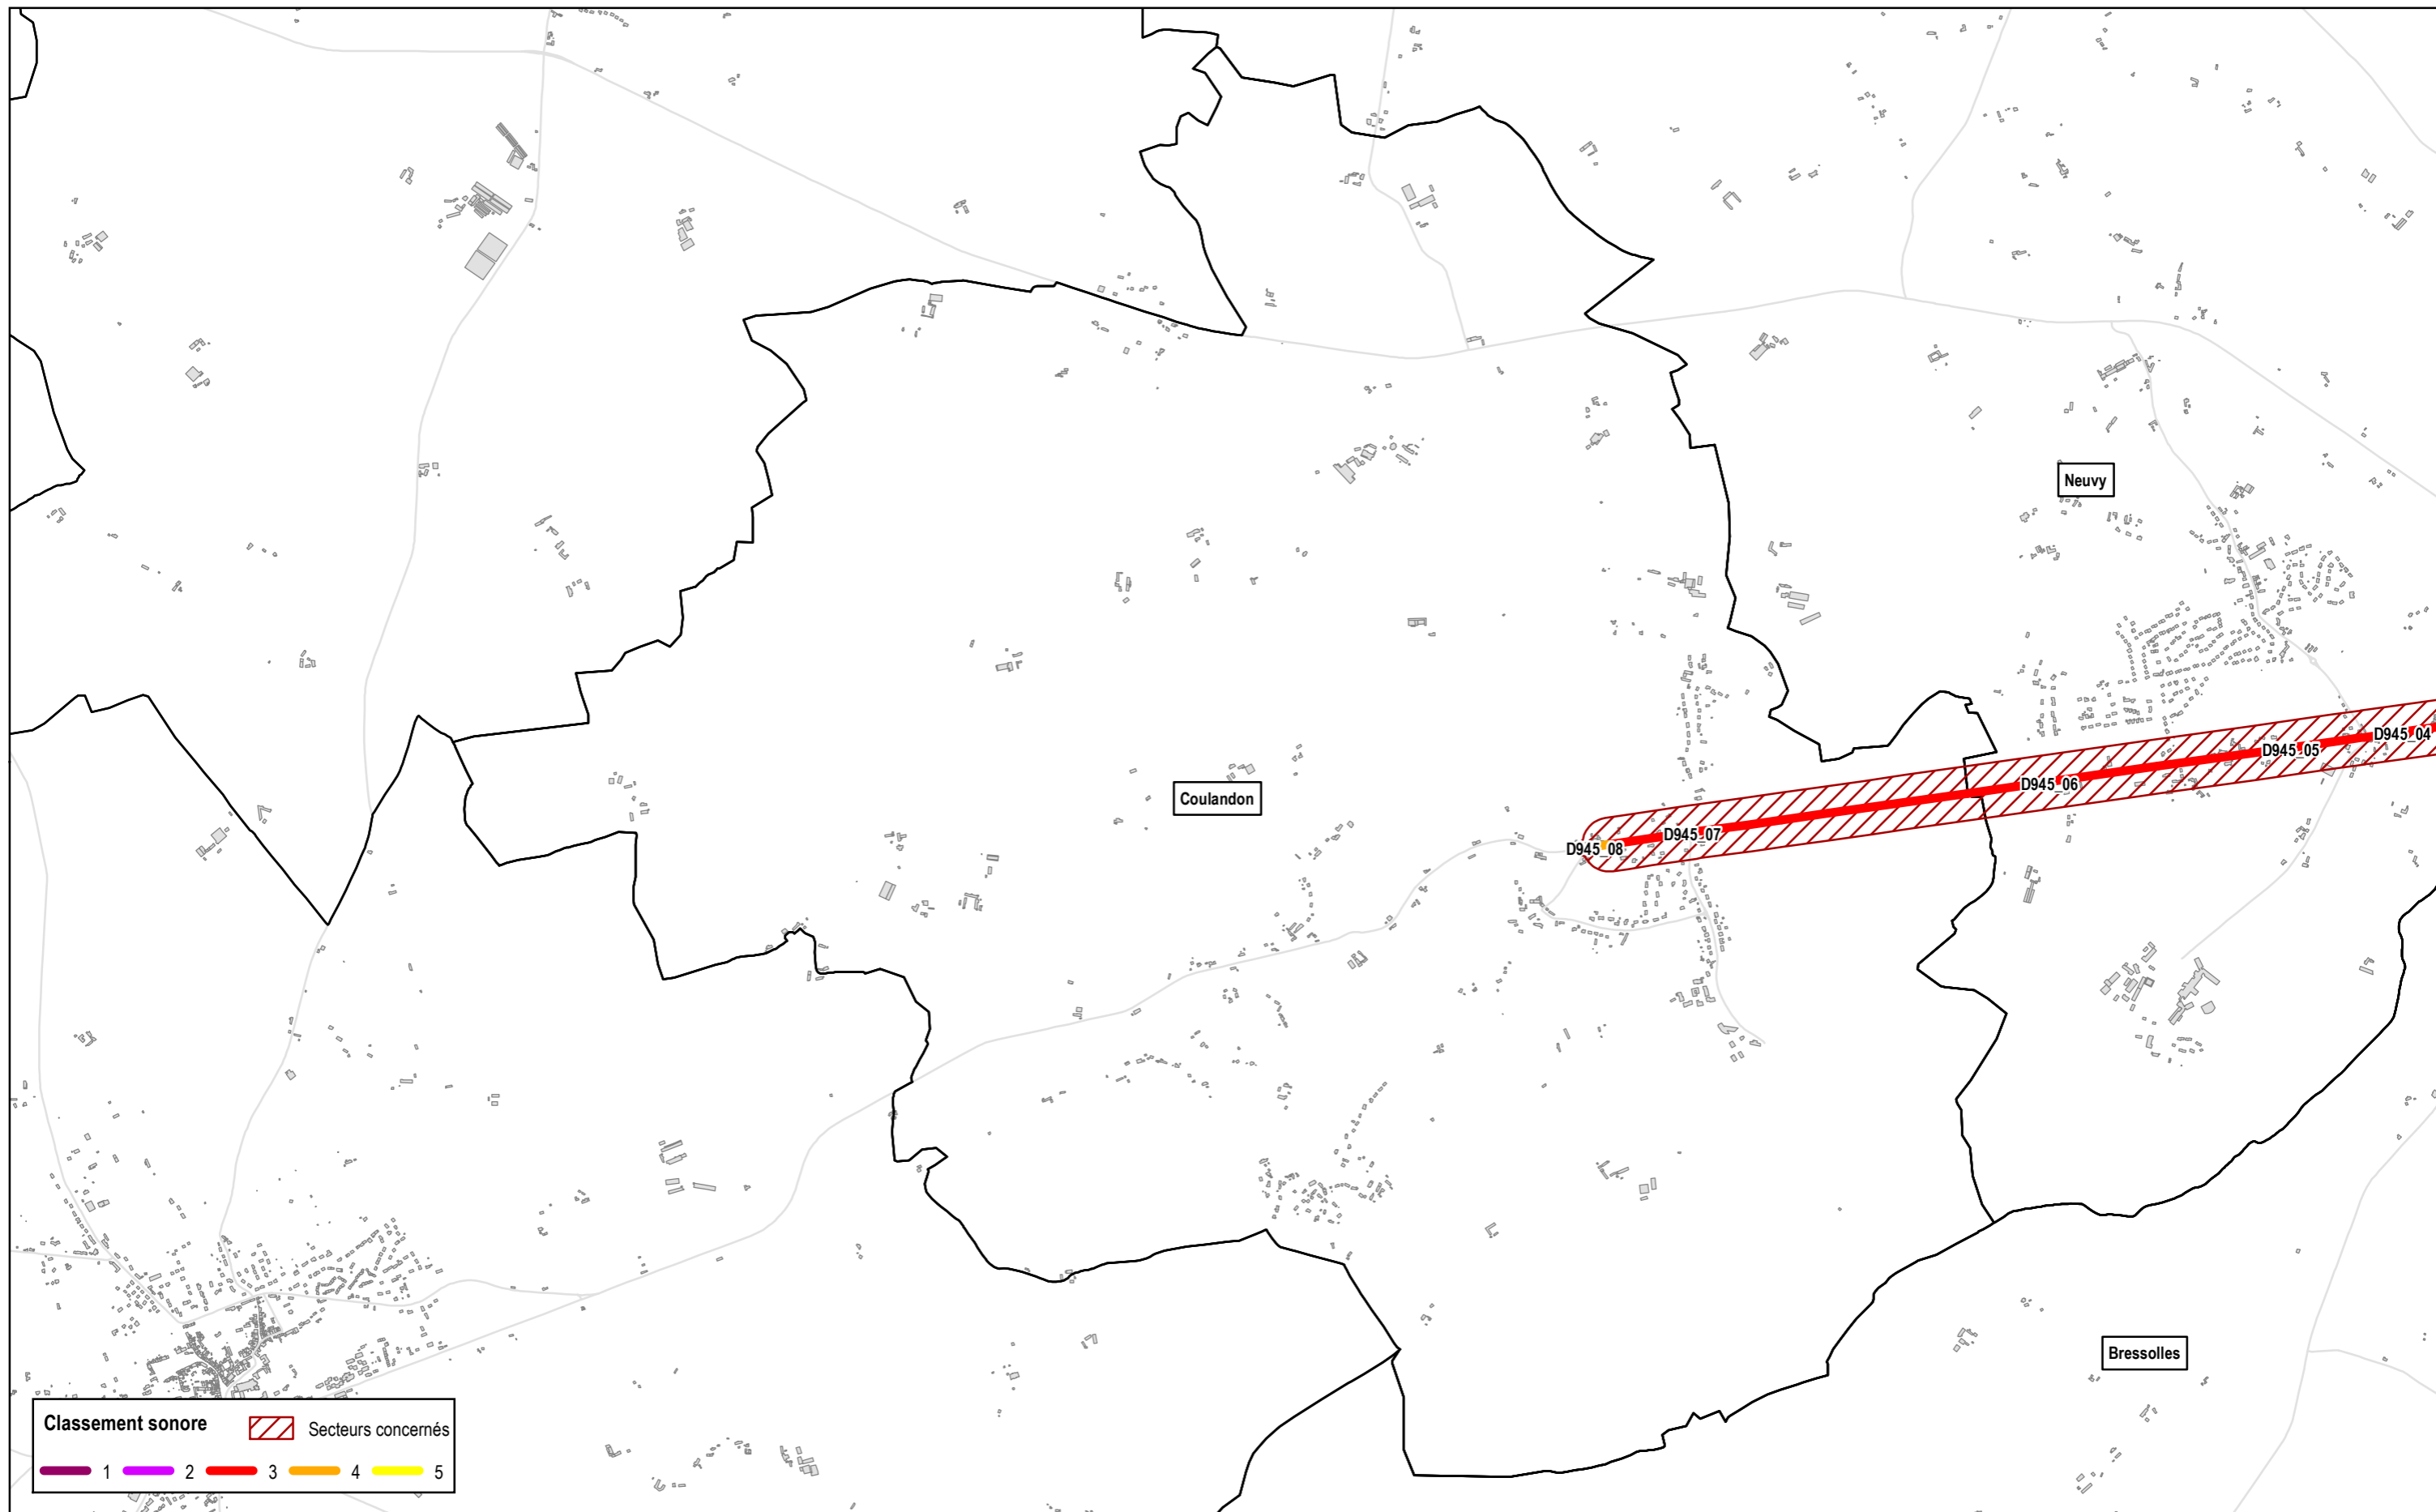 Neuvy
D945_04
D945_05
D945_06
Coulandon
D945_07
D945_08
Bressolles
Classement sonore
Secteurs concernés
1 2 3 4 5